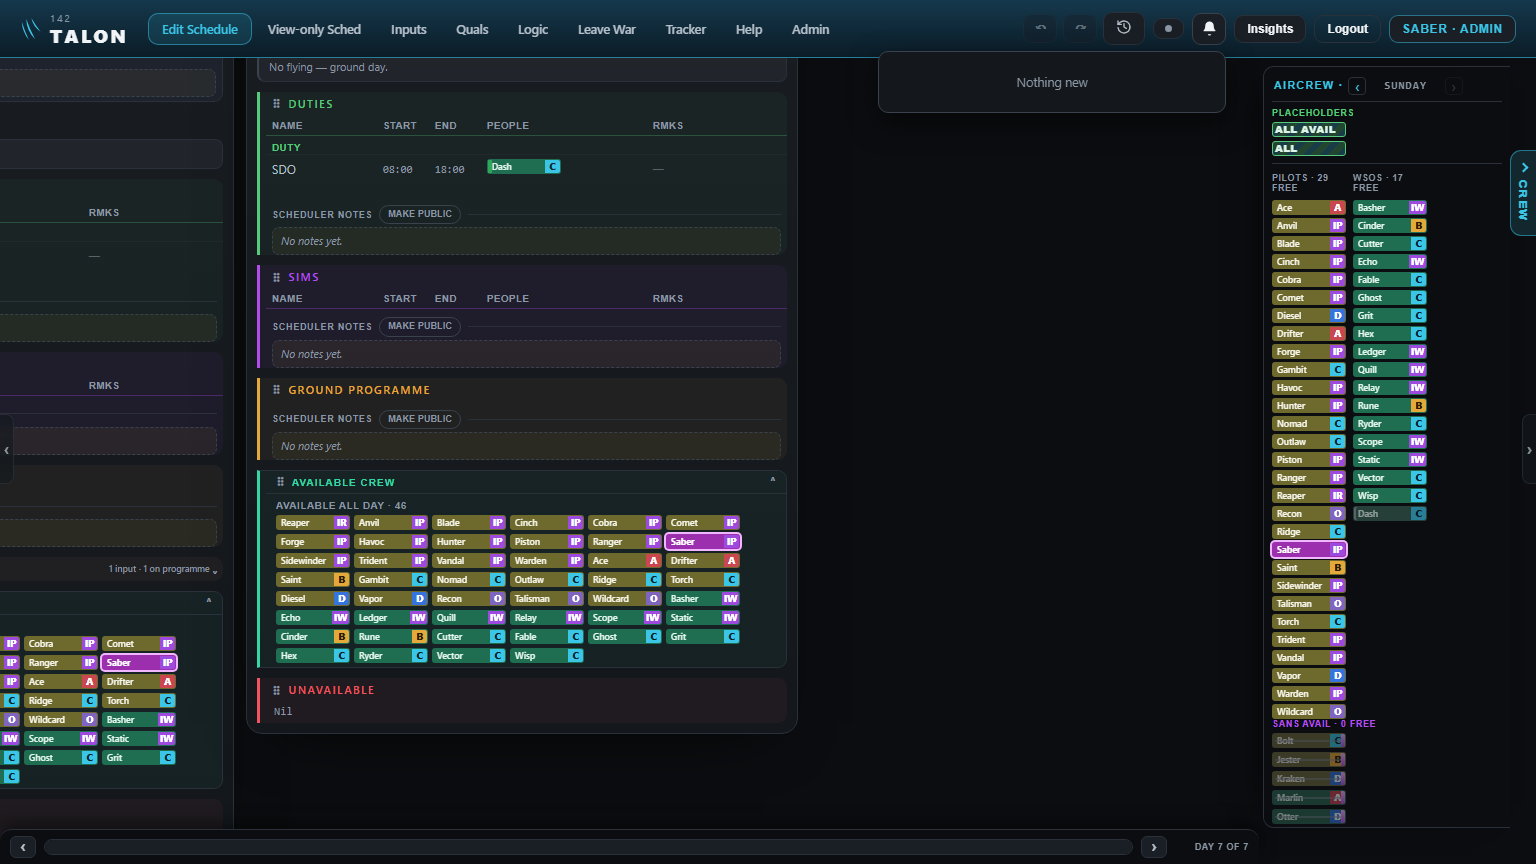 142
TALON
Edit Schedule
View-only Sched
Inputs
Quals
Logic
Leave War
Tracker
Help
Admin
Insights
Logout
SABER · ADMIN
Nothing new
No flying — ground day.
DUTIES
NAME START END PEOPLE RMKS
DUTY
SDO 08:00 18:00 Dash C —
SCHEDULER NOTES MAKE PUBLIC
No notes yet.
SIMS
NAME START END PEOPLE RMKS
SCHEDULER NOTES MAKE PUBLIC
No notes yet.
GROUND PROGRAMME
SCHEDULER NOTES MAKE PUBLIC
No notes yet.
AVAILABLE CREW
AVAILABLE ALL DAY · 46
Reaper IR Anvil IP Blade IP Cinch IP Cobra IP Comet IP
Forge IP Havoc IP Hunter IP Piston IP Ranger IP Saber IP
Sidewinder IP Trident IP Vandal IP Warden IP Ace A Drifter A
Saint B Gambit C Nomad C Outlaw C Ridge C Torch C
Diesel D Vapor D Recon O Talisman O Wildcard O Basher IW
Echo IW Ledger IW Quill IW Relay IW Scope IW Static IW
Cinder B Rune B Cutter C Fable C Ghost C Grit C
Hex C Ryder C Vector C Wisp C
UNAVAILABLE
Nil
RMKS
—
RMKS
1 input · 1 on programme
IP Cobra IP Comet IP
IP Ranger IP Saber IP
IP Ace A Drifter A
C Ridge C Torch C
O Wildcard O Basher IW
IW Scope IW Static IW
C Ghost C Grit C
C
AIRCREW · ‹ SUNDAY ›
PLACEHOLDERS
ALL AVAIL
ALL
PILOTS · 29 FREE
WSOS · 17 FREE
Ace A Basher IW
Anvil IP Cinder B
Blade IP Cutter C
Cinch IP Echo IW
Cobra IP Fable C
Comet IP Ghost C
Diesel D Grit C
Drifter A Hex C
Forge IP Ledger IW
Gambit C Quill IW
Havoc IP Relay IW
Hunter IP Rune B
Nomad C Ryder C
Outlaw C Scope IW
Piston IP Static IW
Ranger IP Vector C
Reaper IR Wisp C
Recon O Dash C
Ridge C
Saber IP
Saint B
Sidewinder IP
Talisman O
Torch C
Trident IP
Vandal IP
Vapor D
Warden IP
Wildcard O
SANS AVAIL · 0 FREE
Bolt C
Jester B
Kraken D
Marlin A
Otter D
CREW
DAY 7 OF 7